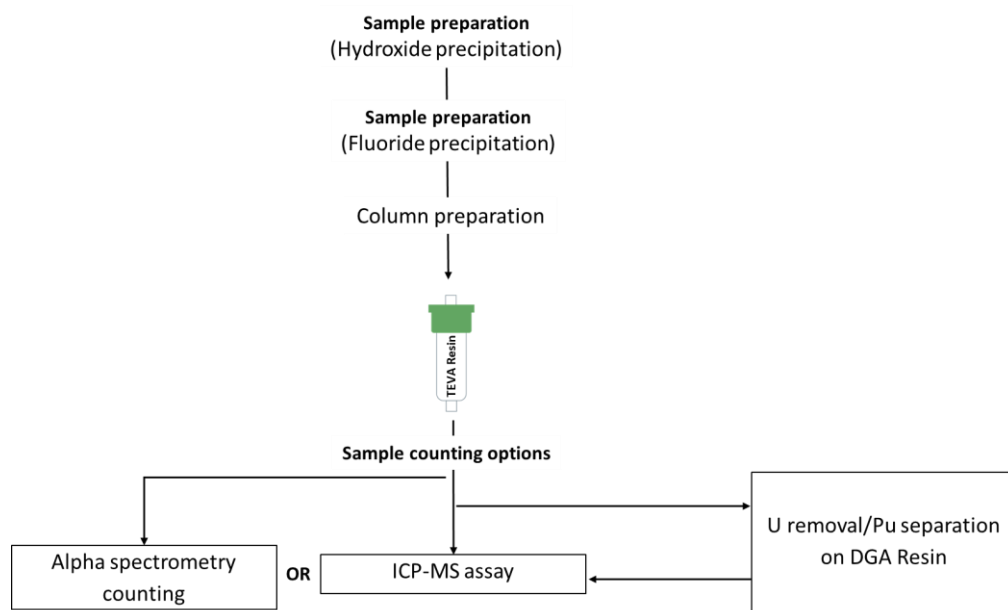 Sample preparation
(Hydroxide precipitation)
Sample preparation
(Fluoride precipitation)
Column preparation
TEVA Resin
Sample counting options
Alpha spectrometry
counting
OR
ICP-MS assay
U removal/Pu separation
on DGA Resin